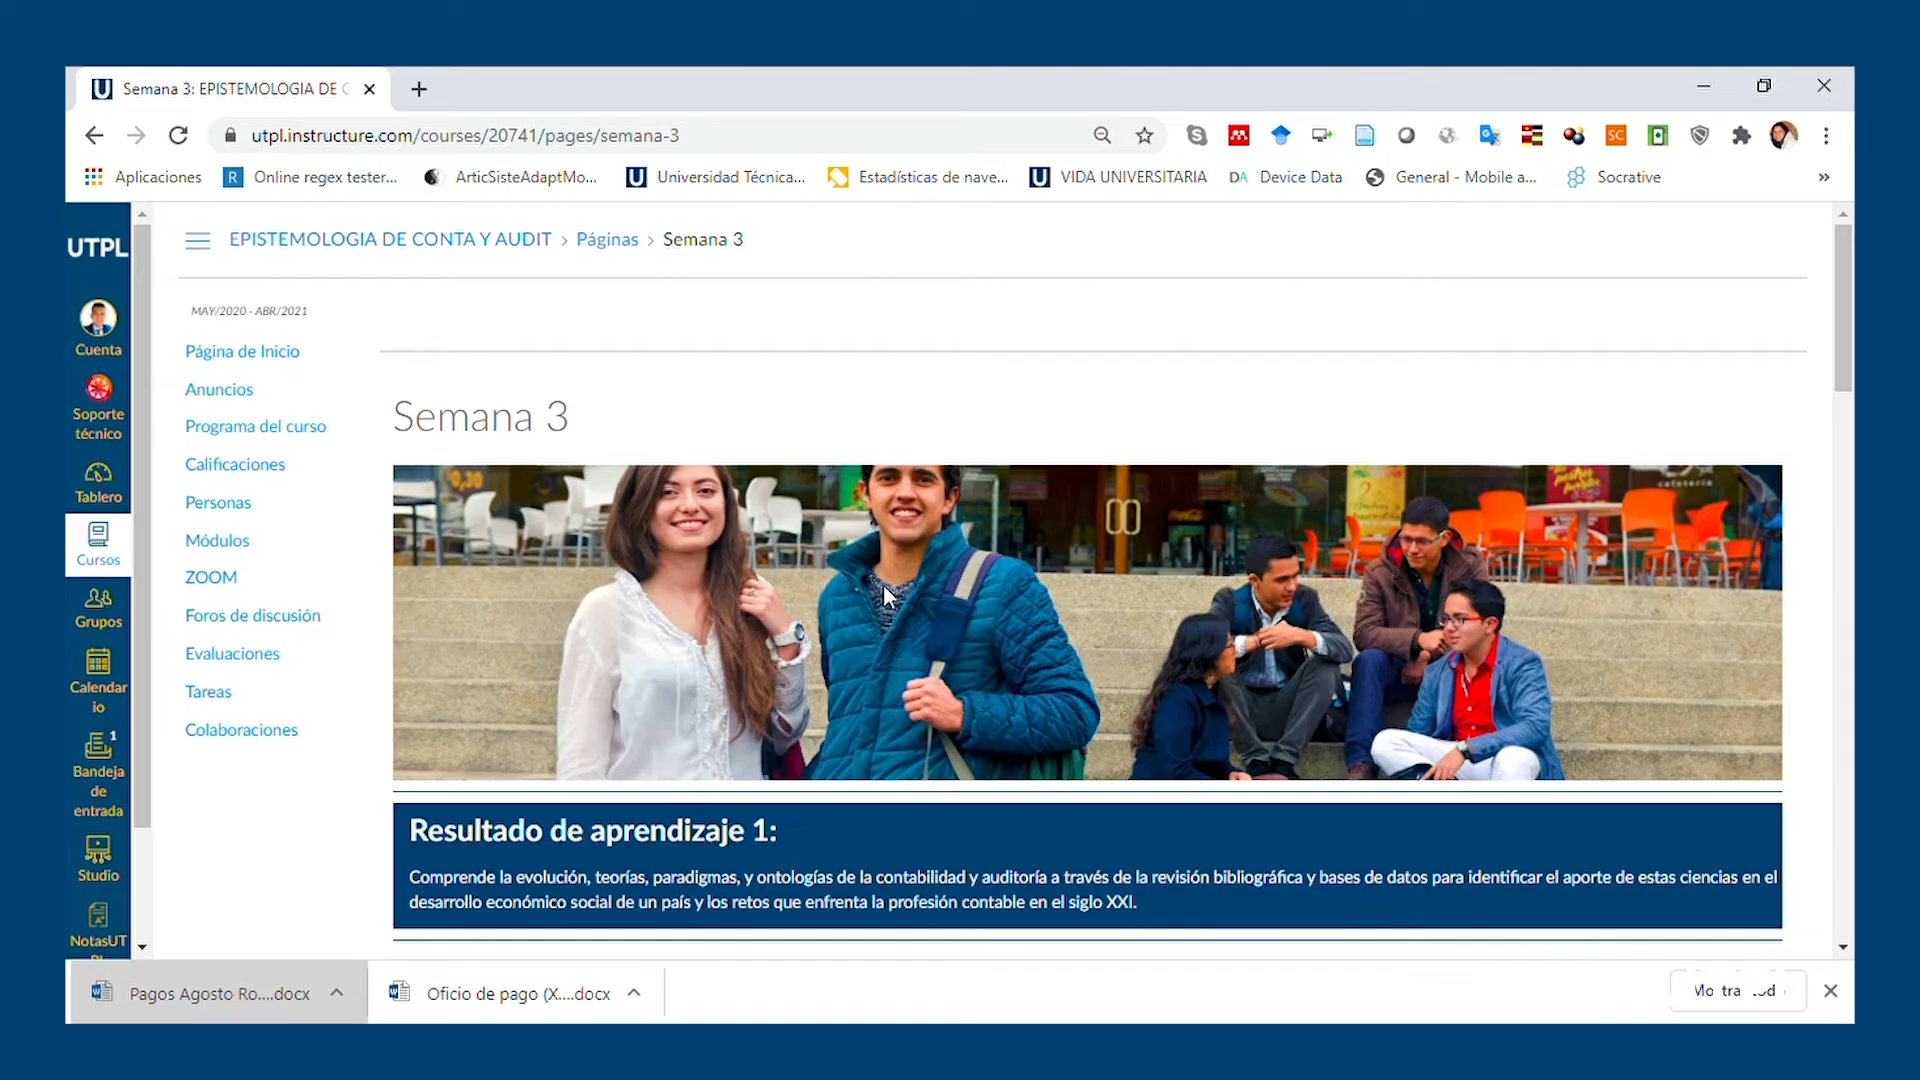 Semana 3: EPISTEMOLOGIA DE C
utpl.instructure.com/courses/20741/pages/semana-3
Aplicaciones
Online regex tester...
ArticSisteAdaptMo...
Universidad Técnica...
Estadísticas de nave...
VIDA UNIVERSITARIA
DA Device Data
General - Mobile a...
Socrative
»
UTPL
Cuenta
Soporte
técnico
Tablero
Cursos
Grupos
Calendar
io
1
Bandeja
de
entrada
Studio
NotasUT
EPISTEMOLOGIA DE CONTA Y AUDIT › Páginas › Semana 3
MAY/2020 - ABR/2021
Página de Inicio
Anuncios
Programa del curso
Calificaciones
Personas
Módulos
ZOOM
Foros de discusión
Evaluaciones
Tareas
Colaboraciones
Semana 3
0,30
Resultado de aprendizaje 1:
Comprende la evolución, teorías, paradigmas, y ontologías de la contabilidad y auditoría a través de la revisión bibliográfica y bases de datos para identificar el aporte de estas ciencias en el
desarrollo económico social de un país y los retos que enfrenta la profesión contable en el siglo XXI.
Pagos Agosto Ro....docx
Oficio de pago (X....docx